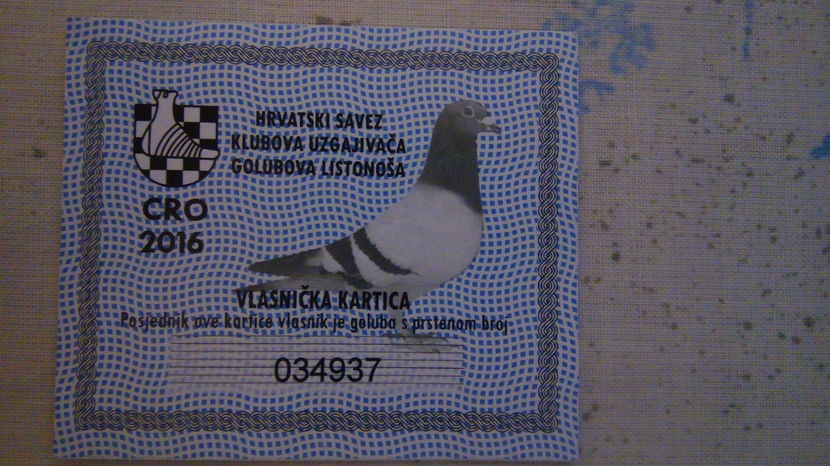 HRVATSKI SAVEZ
KLUBOVA UZGAJIVAČA
GOLUBOVA LISTONOŠA
CRO
2016
VLASNIČKA KARTICA
Posjednik ove kartice vlasnik je goluba s prstenom broj
034937